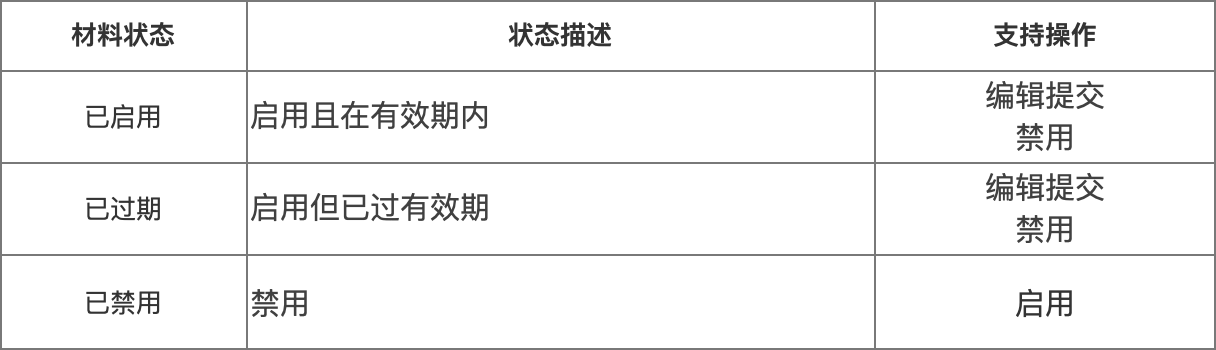 材料状态 状态描述 支持操作
已启用 启用且在有效期内 编辑提交
禁用
已过期 启用但已过有效期 编辑提交
禁用
已禁用 禁用 启用